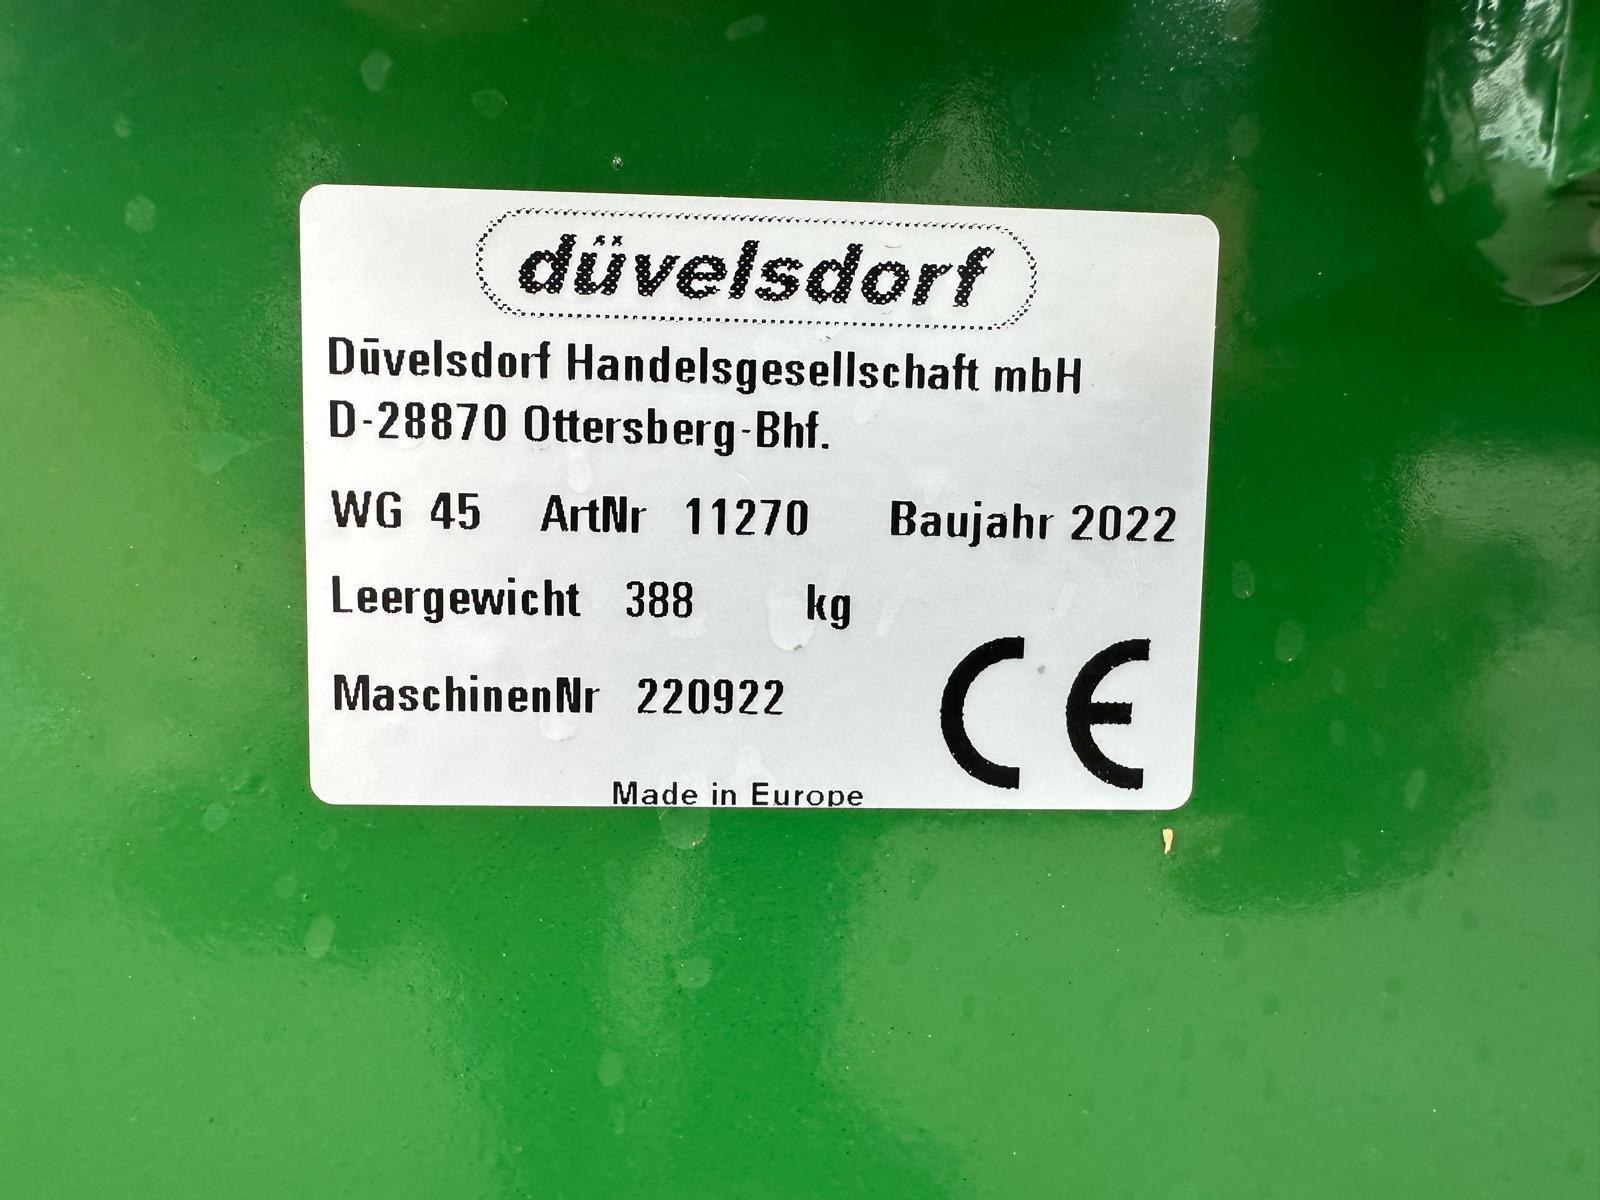 düvelsdorf
Düvelsdorf Handelsgesellschaft mbH
D-28870 Ottersberg-Bhf.
WG 45 ArtNr 11270 Baujahr 2022
Leergewicht 388 kg
MaschinenNr 220922
CE
Made in Europe